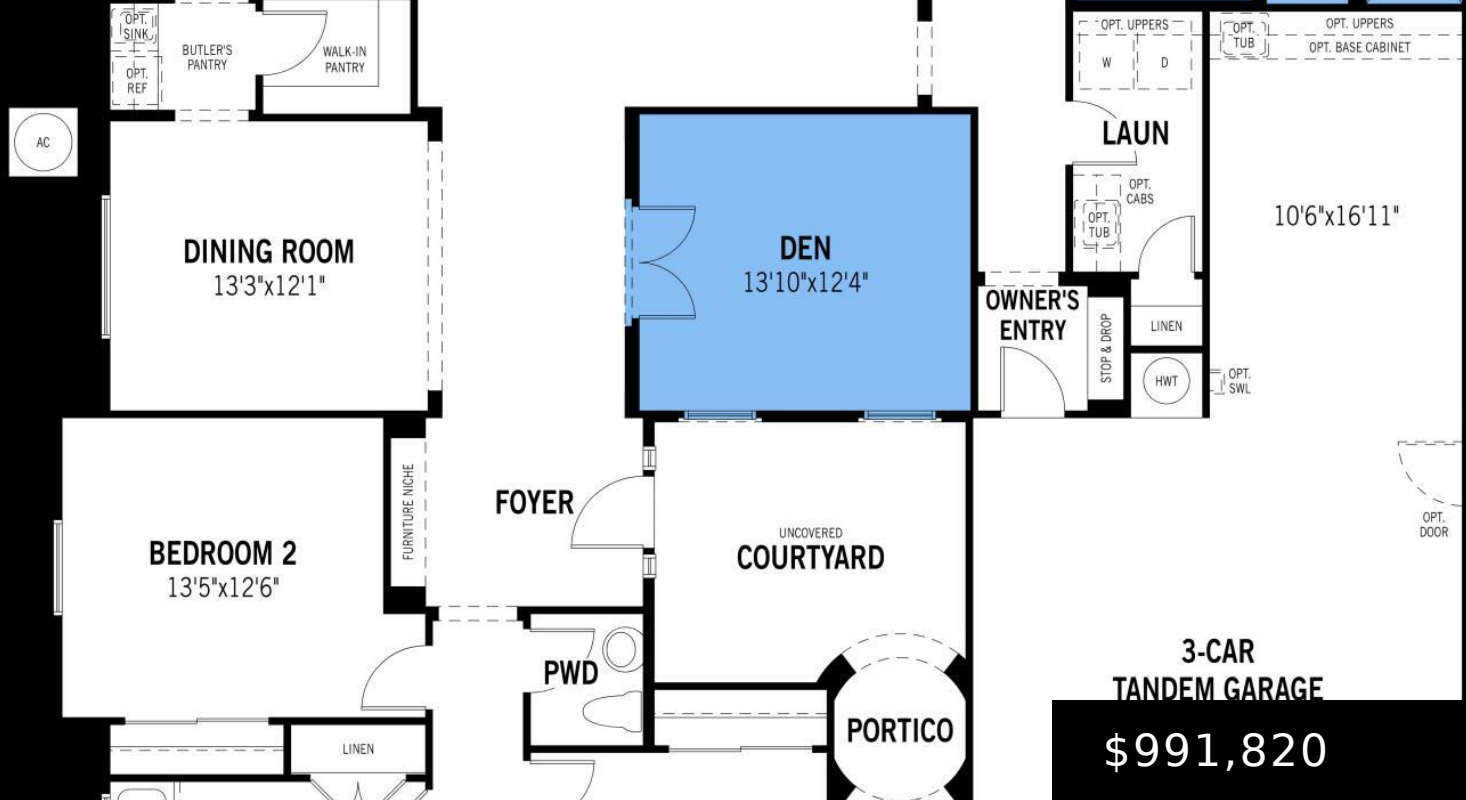 OPT.
SINK
OPT.
REF
BUTLER'S
PANTRY
WALK-IN
PANTRY
OPT. UPPERS
W
D
OPT.
TUB
OPT. UPPERS
OPT. BASE CABINET
AC
LAUN
OPT.
CABS
OPT.
TUB
10'6"x16'11"
DINING ROOM
13'3"x12'1"
DEN
13'10"x12'4"
OWNER'S
ENTRY
STOP & DROP
LINEN
HWT
OPT.
SWL
FURNITURE NICHE
FOYER
UNCOVERED
COURTYARD
OPT.
DOOR
BEDROOM 2
13'5"x12'6"
PWD
3-CAR
TANDEM GARAGE
PORTICO
LINEN
$991,820